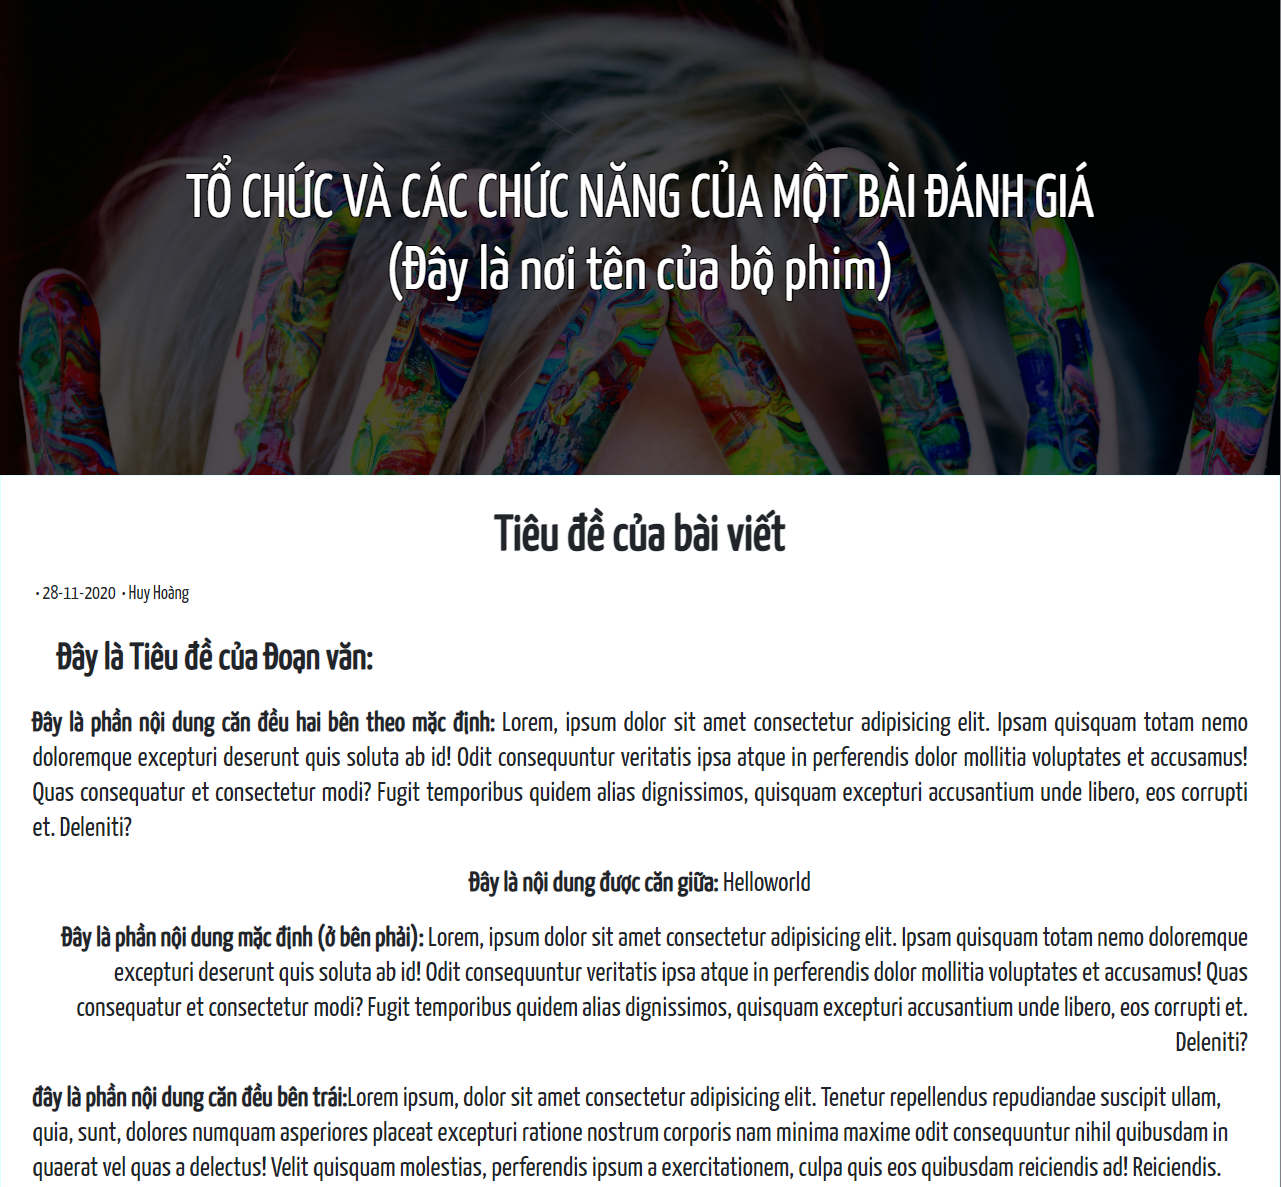 TỔ CHỨC VÀ CÁC CHỨC NĂNG CỦA MỘT BÀI ĐÁNH GIÁ
(Đây là nơi tên của bộ phim)
Tiêu đề của bài viết
• 28-11-2020 • Huy Hoàng
Đây là Tiêu đề của Đoạn văn:
Đây là phần nội dung căn đều hai bên theo mặc định: Lorem, ipsum dolor sit amet consectetur adipisicing elit. Ipsam quisquam totam nemo
doloremque excepturi deserunt quis soluta ab id! Odit consequuntur veritatis ipsa atque in perferendis dolor mollitia voluptates et accusamus!
Quas consequatur et consectetur modi? Fugit temporibus quidem alias dignissimos, quisquam excepturi accusantium unde libero, eos corrupti
et. Deleniti?
Đây là nội dung được căn giữa: Helloworld
Đây là phần nội dung mặc định (ở bên phải): Lorem, ipsum dolor sit amet consectetur adipisicing elit. Ipsam quisquam totam nemo doloremque
excepturi deserunt quis soluta ab id! Odit consequuntur veritatis ipsa atque in perferendis dolor mollitia voluptates et accusamus! Quas
consequatur et consectetur modi? Fugit temporibus quidem alias dignissimos, quisquam excepturi accusantium unde libero, eos corrupti et.
Deleniti?
đây là phần nội dung căn đều bên trái:Lorem ipsum, dolor sit amet consectetur adipisicing elit. Tenetur repellendus repudiandae suscipit ullam,
quia, sunt, dolores numquam asperiores placeat excepturi ratione nostrum corporis nam minima maxime odit consequuntur nihil quibusdam in
quaerat vel quas a delectus! Velit quisquam molestias, perferendis ipsum a exercitationem, culpa quis eos quibusdam reiciendis ad! Reiciendis.